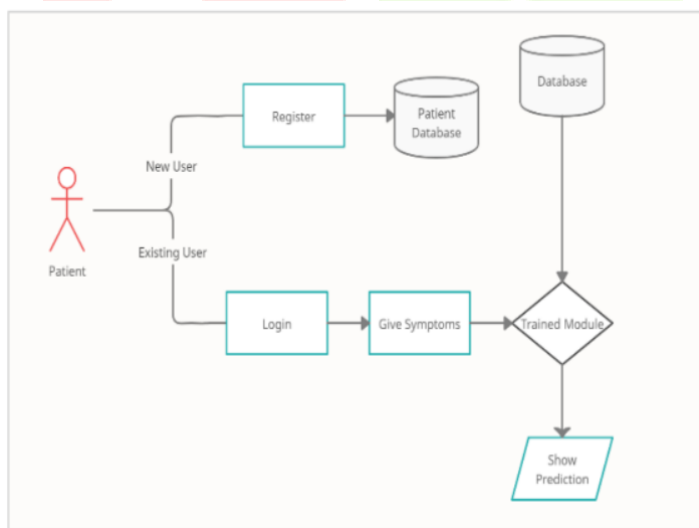 Database
Register
Patient
Database
New User
Existing User
Patient
Login
Give Symptoms
Trained Module
Show
Prediction